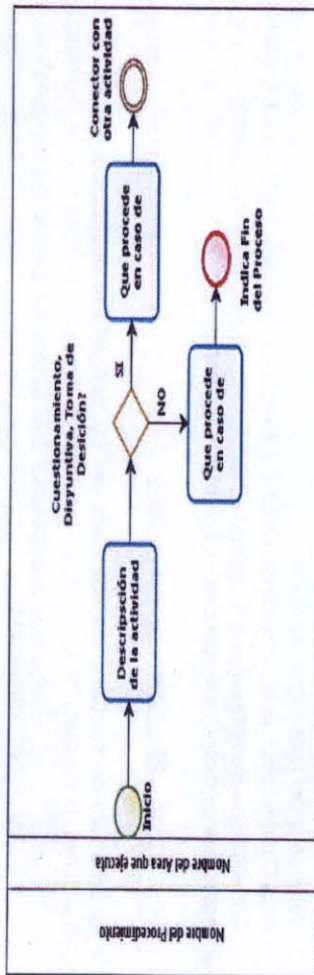 Nombre del Procedimiento
Nombre del Area que ejecuta
Inicio
Descripsción
de la actividad
Cuestionamiento,
Disyuntiva, Toma de
Desición?
SI
NO
Que procede
en caso de
Conector con
otra actividad
Que procede
en caso de
Indica Fin
del Proceso